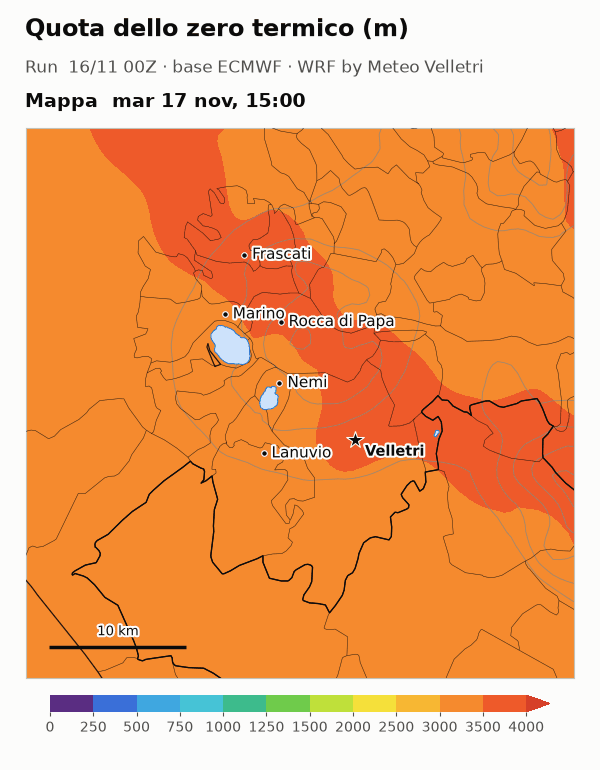 Quota dello zero termico (m)
Run  16/11 00Z · base ECMWF · WRF by Meteo Velletri
Mappa  mar 17 nov, 15:00
Frascati
Marino
Rocca di Papa
Nemi
Velletri
Lanuvio
10 km
0 250 500 750 1000 1250 1500 2000 2500 3000 3500 4000